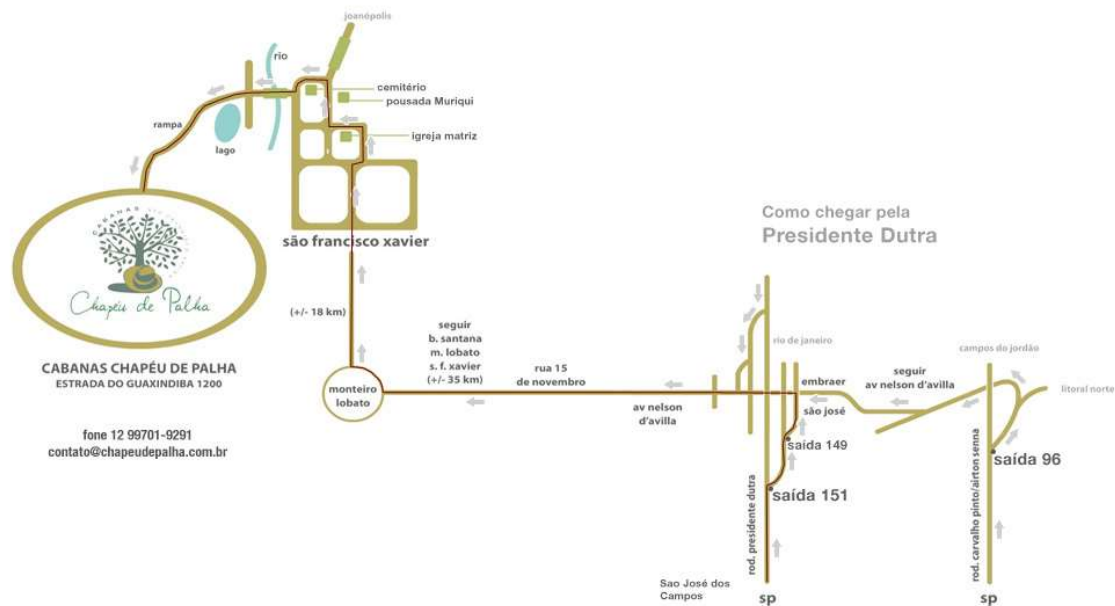 joanópolis
rio
cemitério
pousada Muriqui
rampa
igreja matriz
lago
são francisco xavier
CABANAS
Chapéu de Palha
CABANAS CHAPÉU DE PALHA
ESTRADA DO GUAXINDIBA 1200
fone 12 99701-9291
contato@chapeudepalha.com.br
(+/- 18 km)
monteiro
lobato
seguir
b. santana
m. lobato
s. f. xavier
(+/- 35 km)
rua 15
de novembro
Como chegar pela
Presidente Dutra
rio de janeiro
campos do jordão
embraer
seguir
av nelson d'avilla
litoral norte
av nelson
d'avilla
são josé
saída 149
saída 96
saída 151
rod. presidente dutra
rod. carvalho pinto/airton senna
Sao José dos
Campos
sp
sp